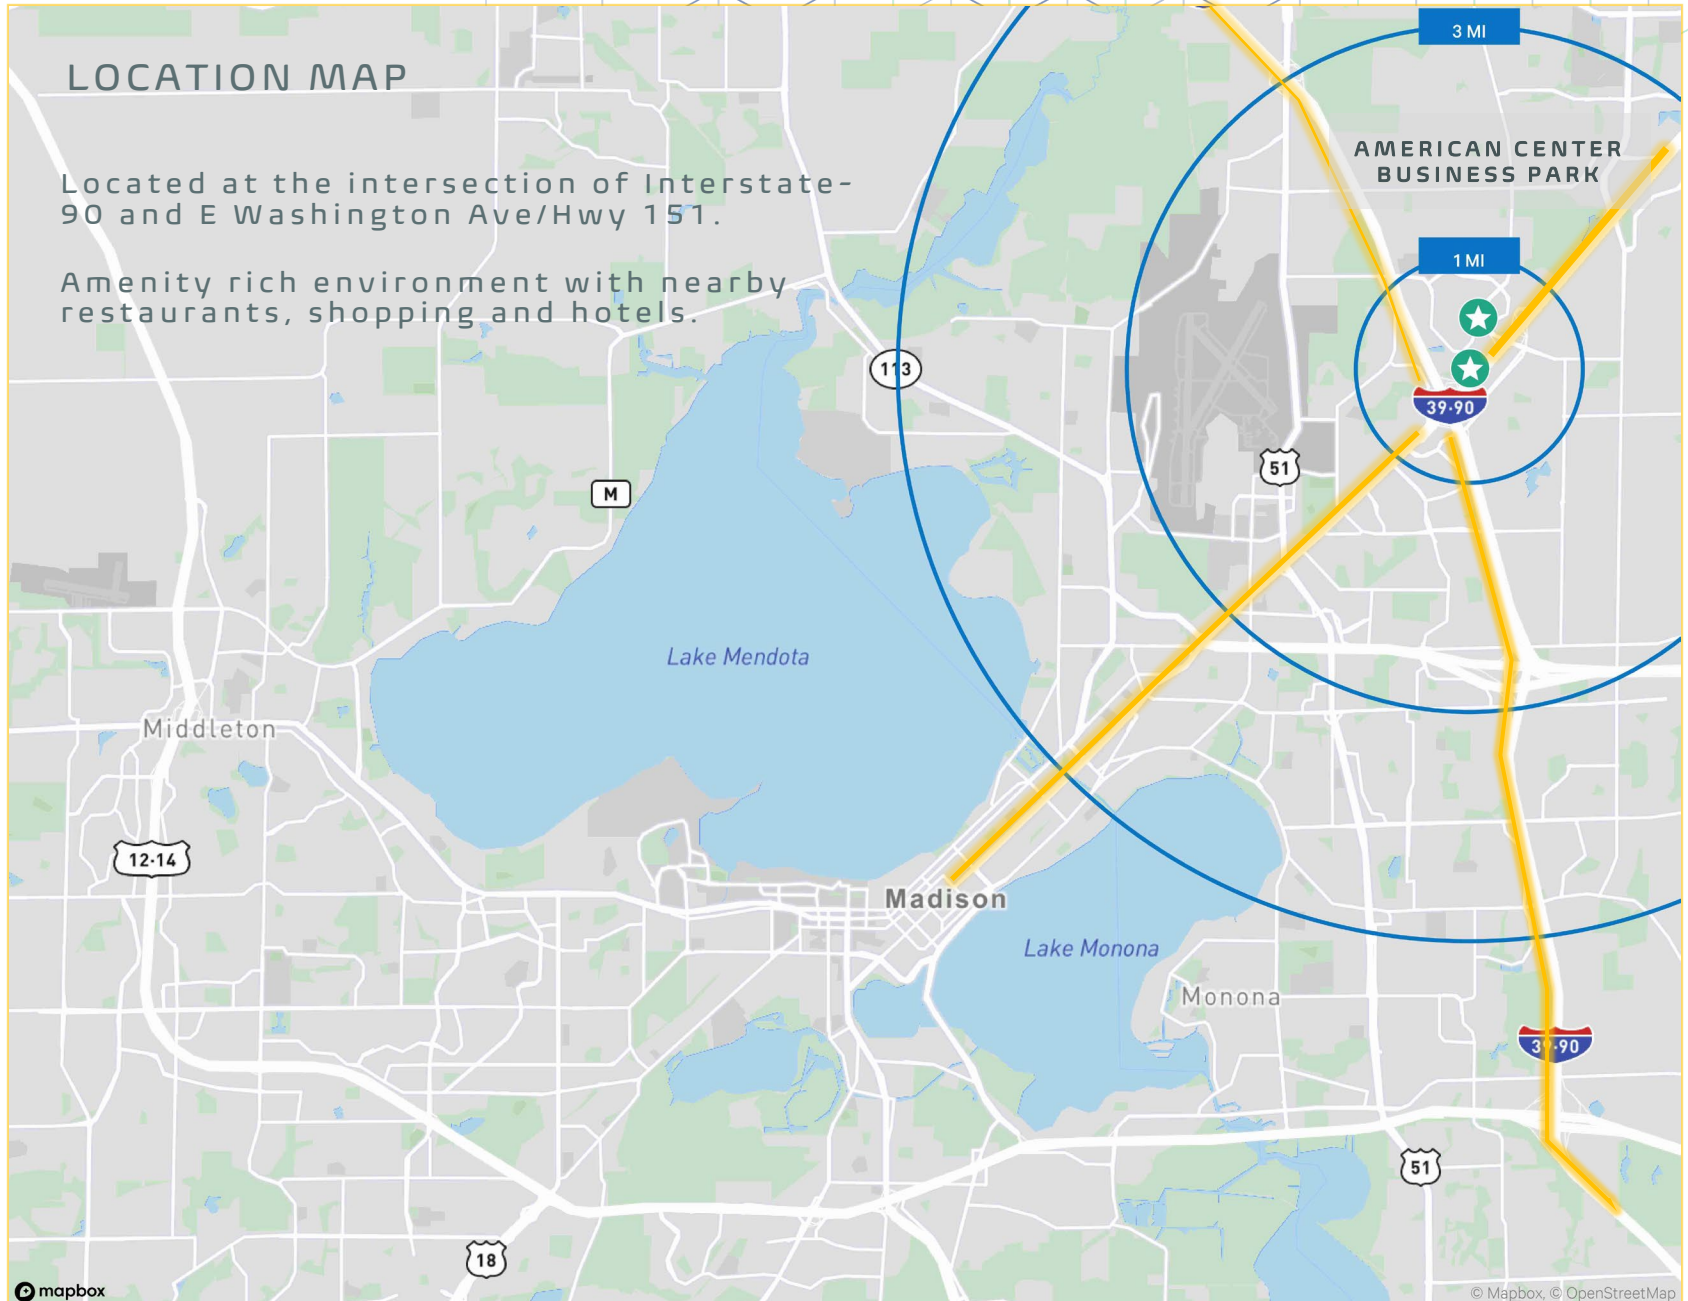 3 MI
LOCATION MAP
AMERICAN CENTER
BUSINESS PARK
Located at the intersection of Interstate-
90 and E Washington Ave/Hwy 151.
1 MI
Amenity rich environment with nearby
restaurants, shopping and hotels.
113
39·90
51
M
Lake Mendota
Middleton
12·14
Madison
Lake Monona
Monona
39·90
51
18
mapbox
© Mapbox, © OpenStreetMap